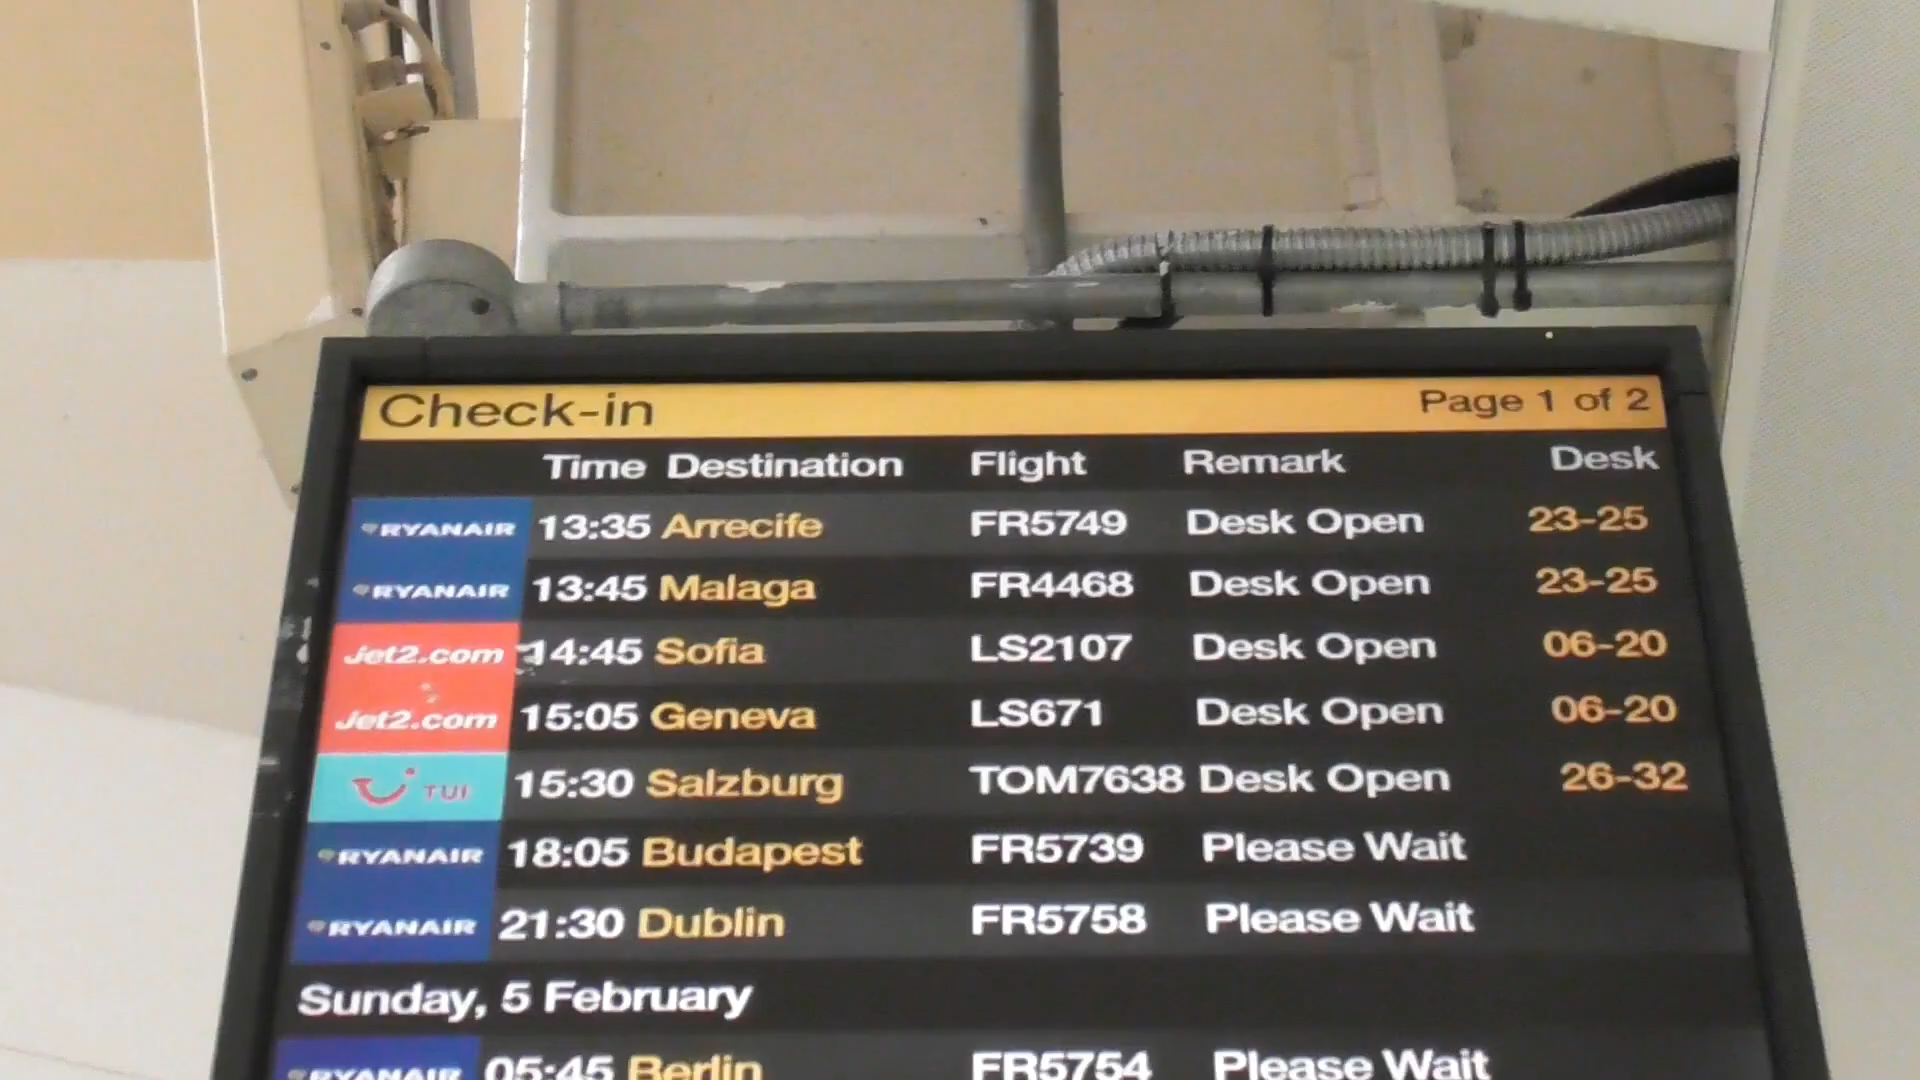 Check-in Page 1 of 2
Time Destination Flight Remark Desk
RYANAIR 13:35 Arrecife FR5749 Desk Open 23-25
RYANAIR 13:45 Malaga FR4468 Desk Open 23-25
Jet2.com 14:45 Sofia LS2107 Desk Open 06-20
Jet2.com 15:05 Geneva LS671 Desk Open 06-20
TUI 15:30 Salzburg TOM7638 Desk Open 26-32
RYANAIR 18:05 Budapest FR5739 Please Wait
RYANAIR 21:30 Dublin FR5758 Please Wait
Sunday, 5 February
RYANAIR 05:45 Berlin FR5754 Please Wait